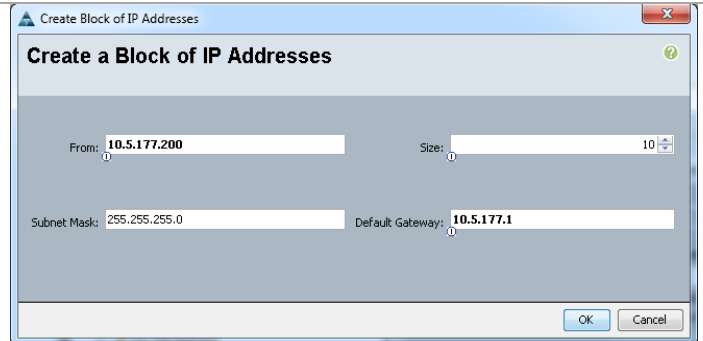 Create Block of IP Addresses
Create a Block of IP Addresses
From: 10.5.177.200 Size: 10
Subnet Mask: 255.255.255.0 Default Gateway: 10.5.177.1
OK Cancel